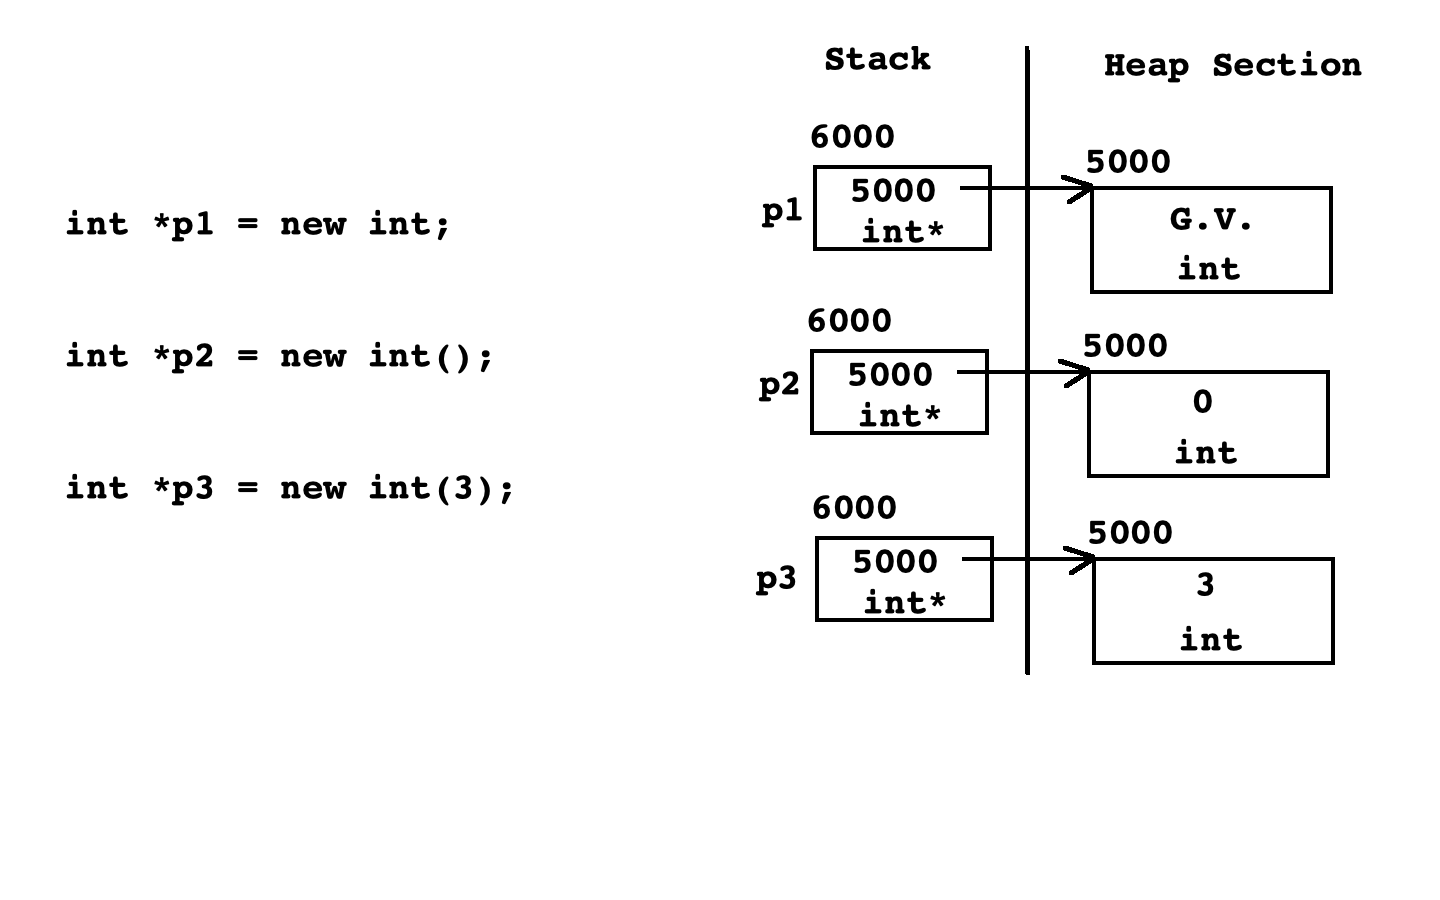 Stack
Heap Section
6000
5000
p1
5000
int*
G.V.
int
int *p1 = new int;
6000
5000
p2
5000
int*
0
int
int *p2 = new int();
6000
5000
p3
5000
int*
3
int
int *p3 = new int(3);